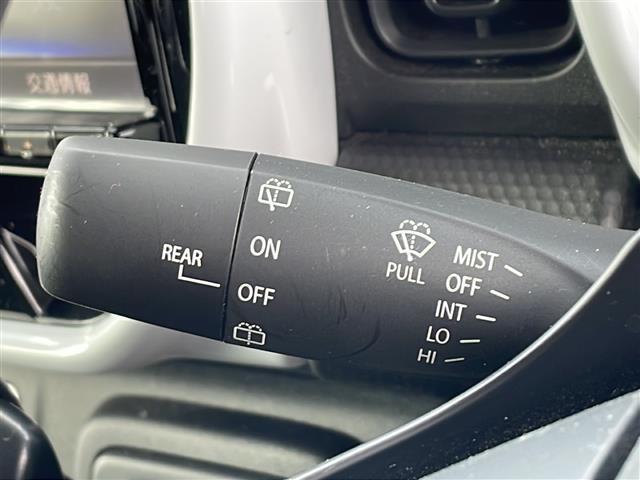 交通情報
REAR
ON
OFF
PULL
MIST
OFF
INT
LO
HI